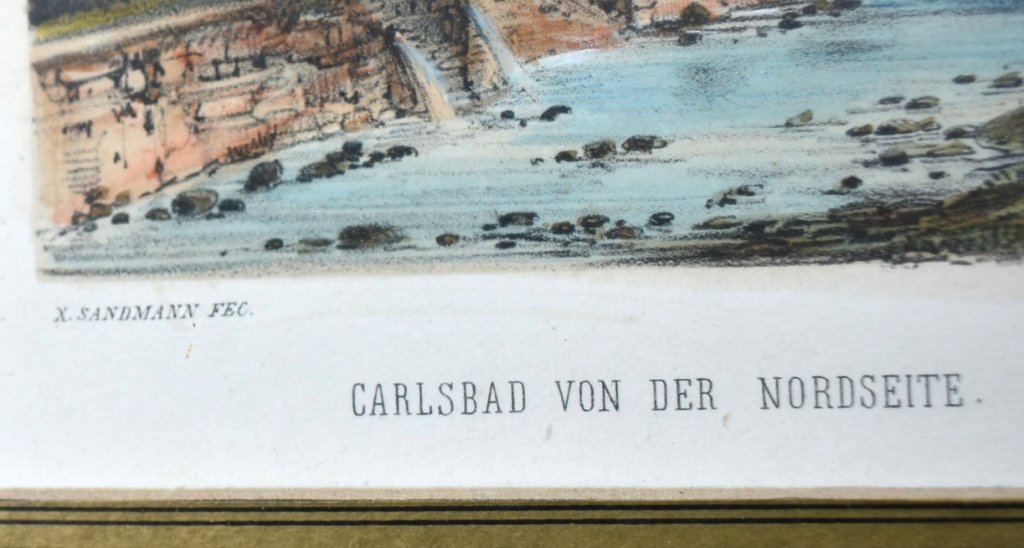 X. SANDMANN FEC.
CARLSBAD VON DER NORDSEITE.